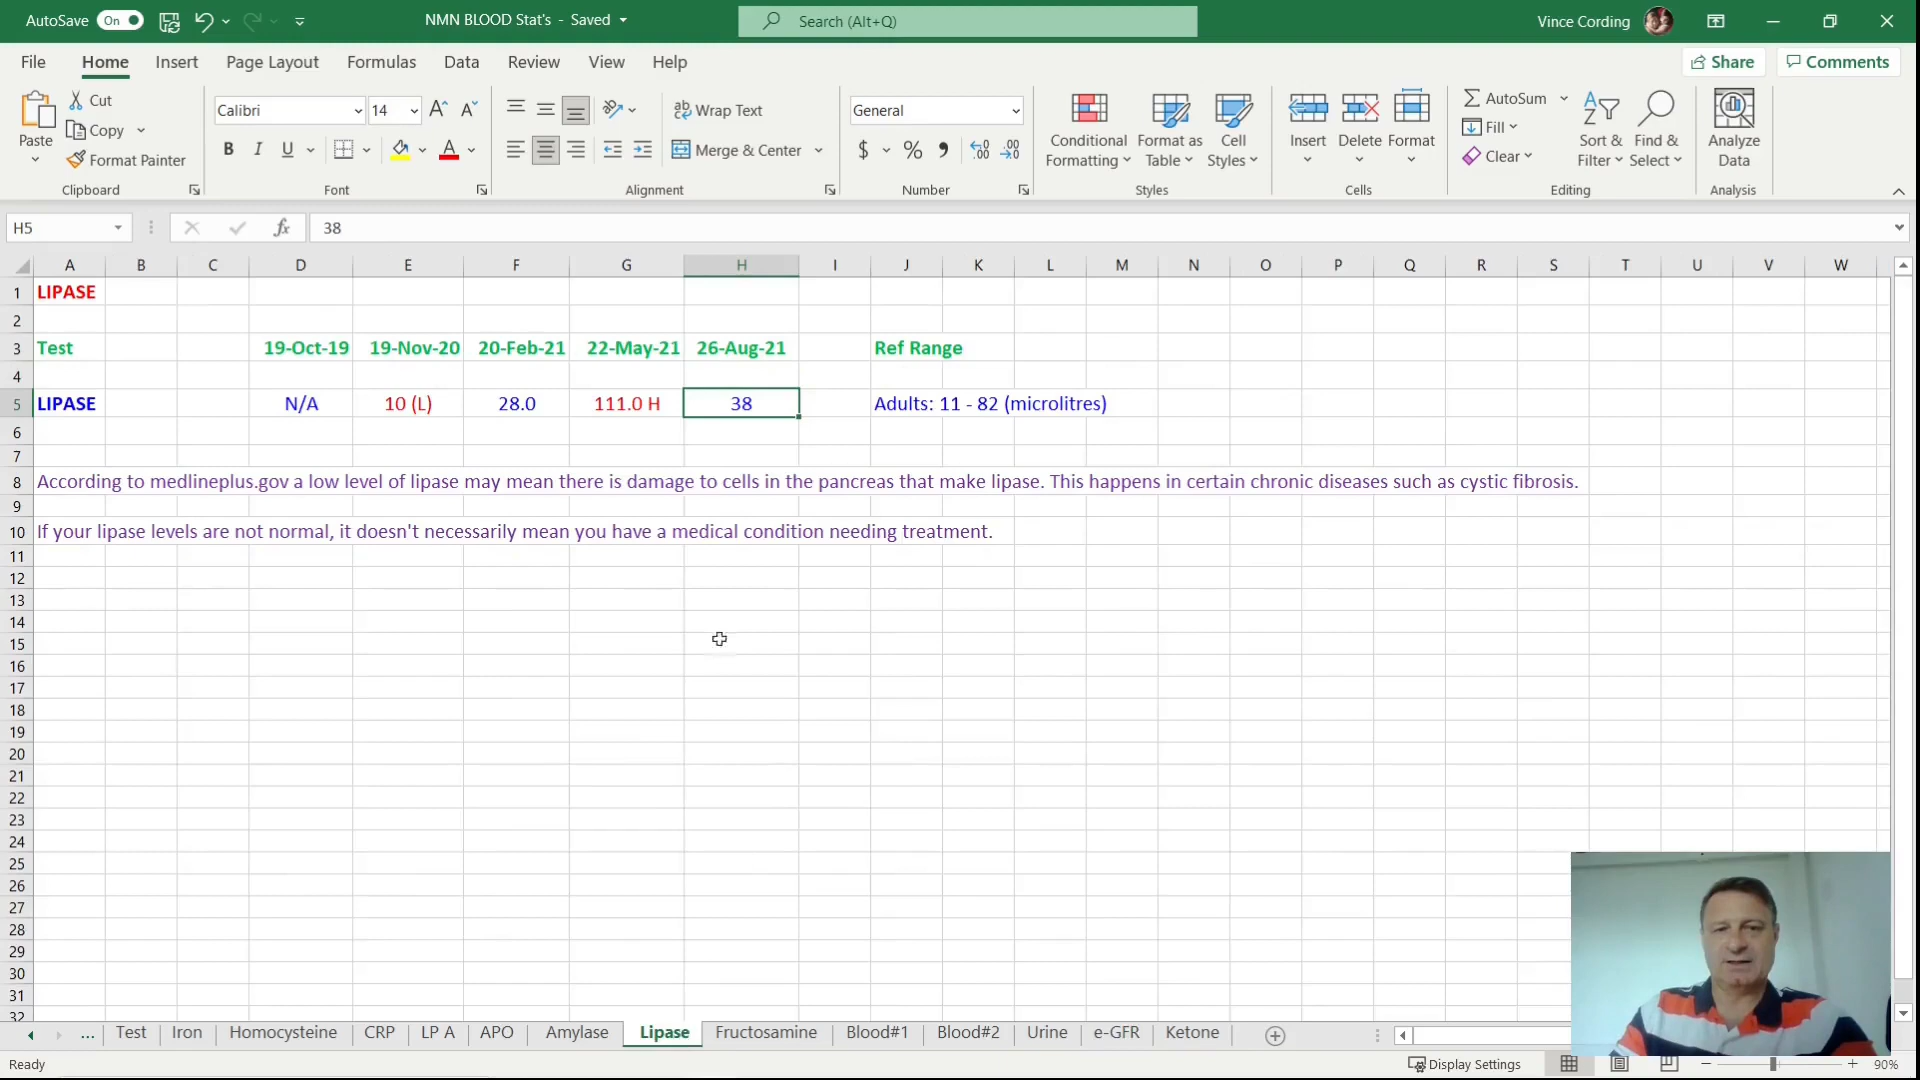 AutoSave On NMN BLOOD Stat's - Saved Search (Alt+Q) Vince Cording
File Home Insert Page Layout Formulas Data Review View Help Share Comments
Paste
Cut
Copy
Format Painter
Clipboard
Calibri 14
B I U A
Font
Wrap Text
Merge & Center
Alignment
General
$ %
Number
Conditional Formatting
Format as Table
Cell Styles
Styles
Insert Delete Format
Cells
AutoSum
Fill
Clear
Sort & Filter
Find & Select
Editing
Analyze Data
Analysis
H5 fx 38
A B C D E F G H I J K L M N O P Q R S T U V W
1 LIPASE
2
3 Test 19-Oct-19 19-Nov-20 20-Feb-21 22-May-21 26-Aug-21 Ref Range
4
5 LIPASE N/A 10 (L) 28.0 111.0 H 38 Adults: 11 - 82 (microlitres)
6
7
8 According to medlineplus.gov a low level of lipase may mean there is damage to cells in the pancreas that make lipase. This happens in certain chronic diseases such as cystic fibrosis.
9
10 If your lipase levels are not normal, it doesn't necessarily mean you have a medical condition needing treatment.
11
12
13
14
15
16
17
18
19
20
21
22
23
24
25
26
27
28
29
30
31
32
... Test Iron Homocysteine CRP LP A APO Amylase Lipase Fructosamine Blood#1 Blood#2 Urine e-GFR Ketone
Ready Display Settings 90%